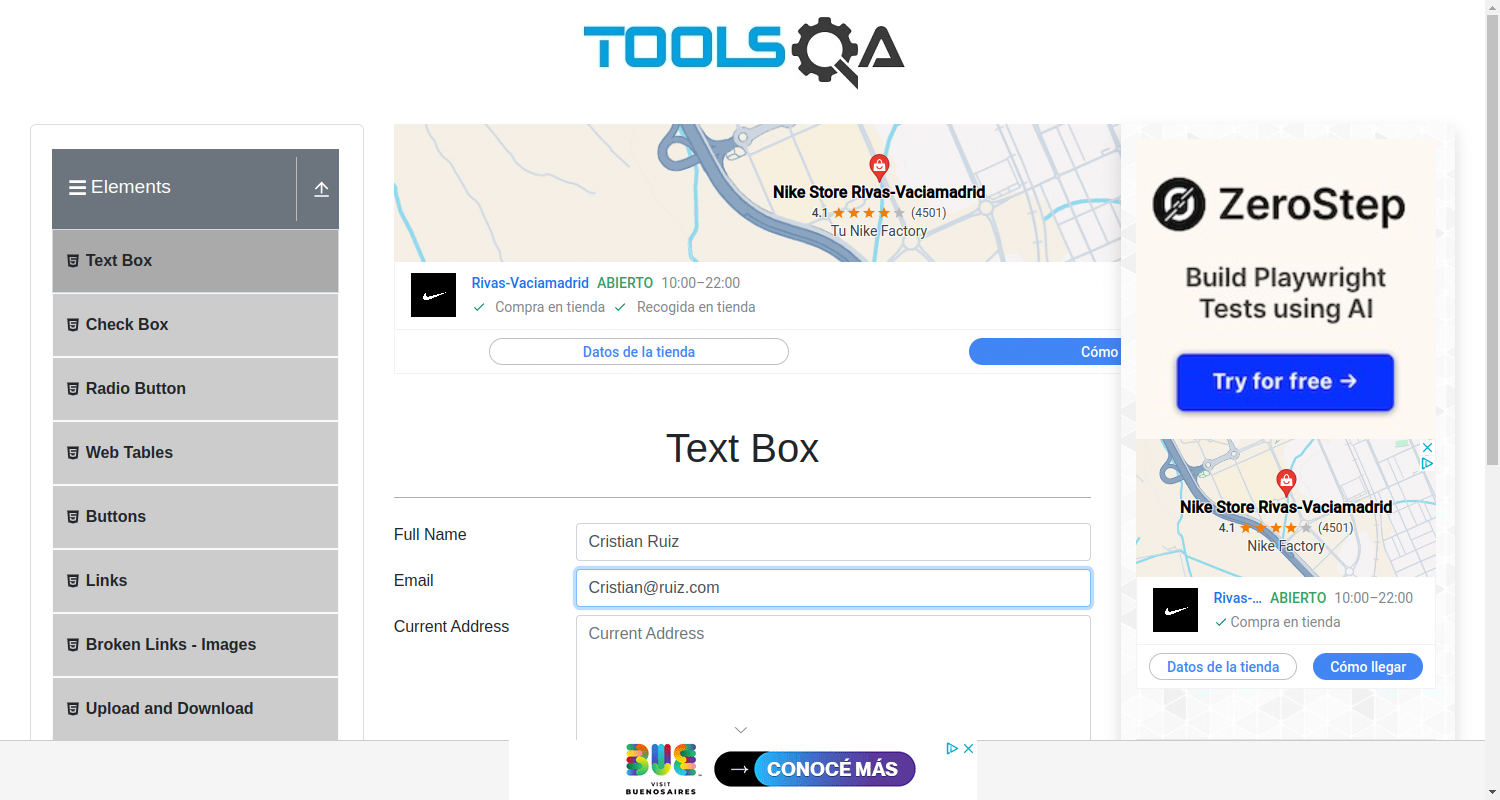 TOOLSQA
Elements
Text Box
Check Box
Radio Button
Web Tables
Buttons
Links
Broken Links - Images
Upload and Download
Nike Store Rivas-Vaciamadrid
4.1 (4501)
Tu Nike Factory
Rivas-Vaciamadrid ABIERTO 10:00–22:00
Compra en tienda Recogida en tienda
Datos de la tienda Cómo
Text Box
Full Name Cristian Ruiz
Email Cristian@ruiz.com
Current Address Current Address
ZeroStep
Build Playwright
Tests using AI
Try for free →
Nike Store Rivas-Vaciamadrid
4.1 (4501)
Nike Factory
Rivas-... ABIERTO 10:00–22:00
Compra en tienda
Datos de la tienda Cómo llegar
BUE
VISIT
BUENOSAIRES
→ CONOCÉ MÁS